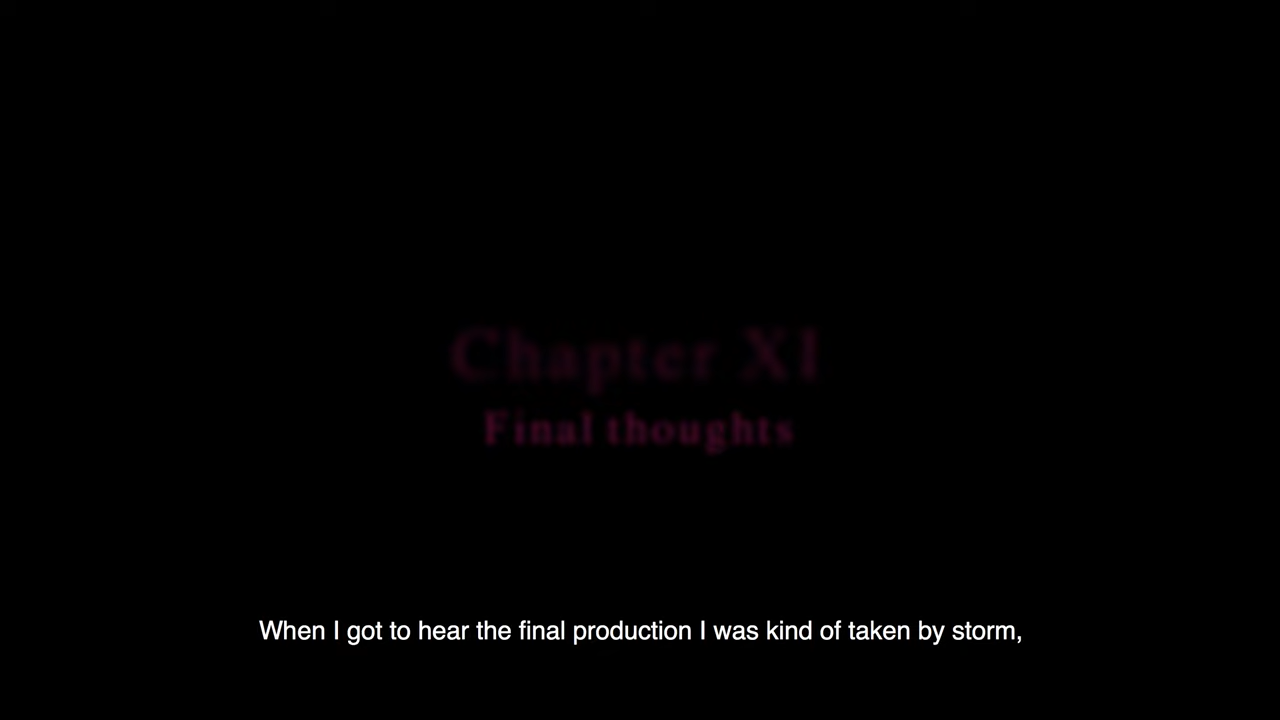 Chapter XI
Final thoughts
When I got to hear the final production I was kind of taken by storm,